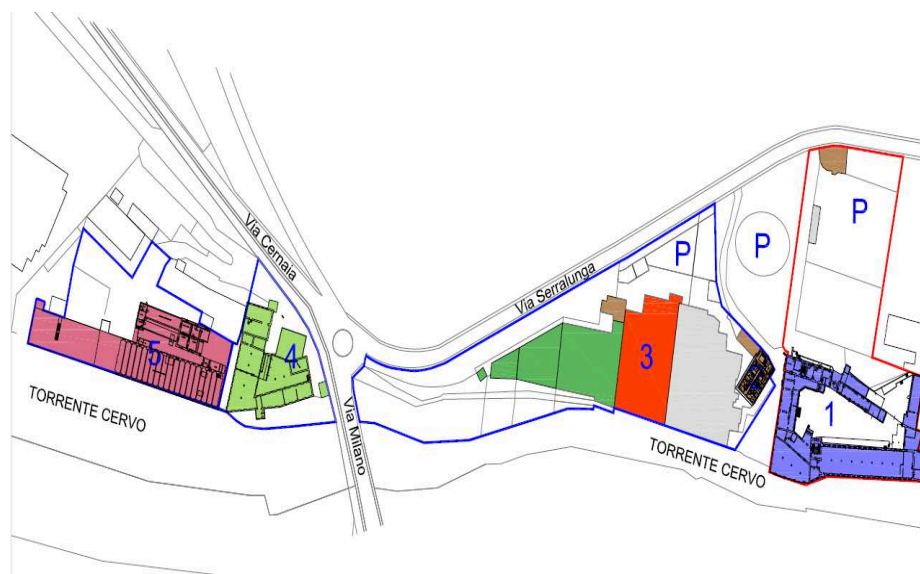 P
P
P
Via Cernaia
Via Serralunga
5
4
3
1
Via Milano
TORRENTE CERVO
TORRENTE CERVO